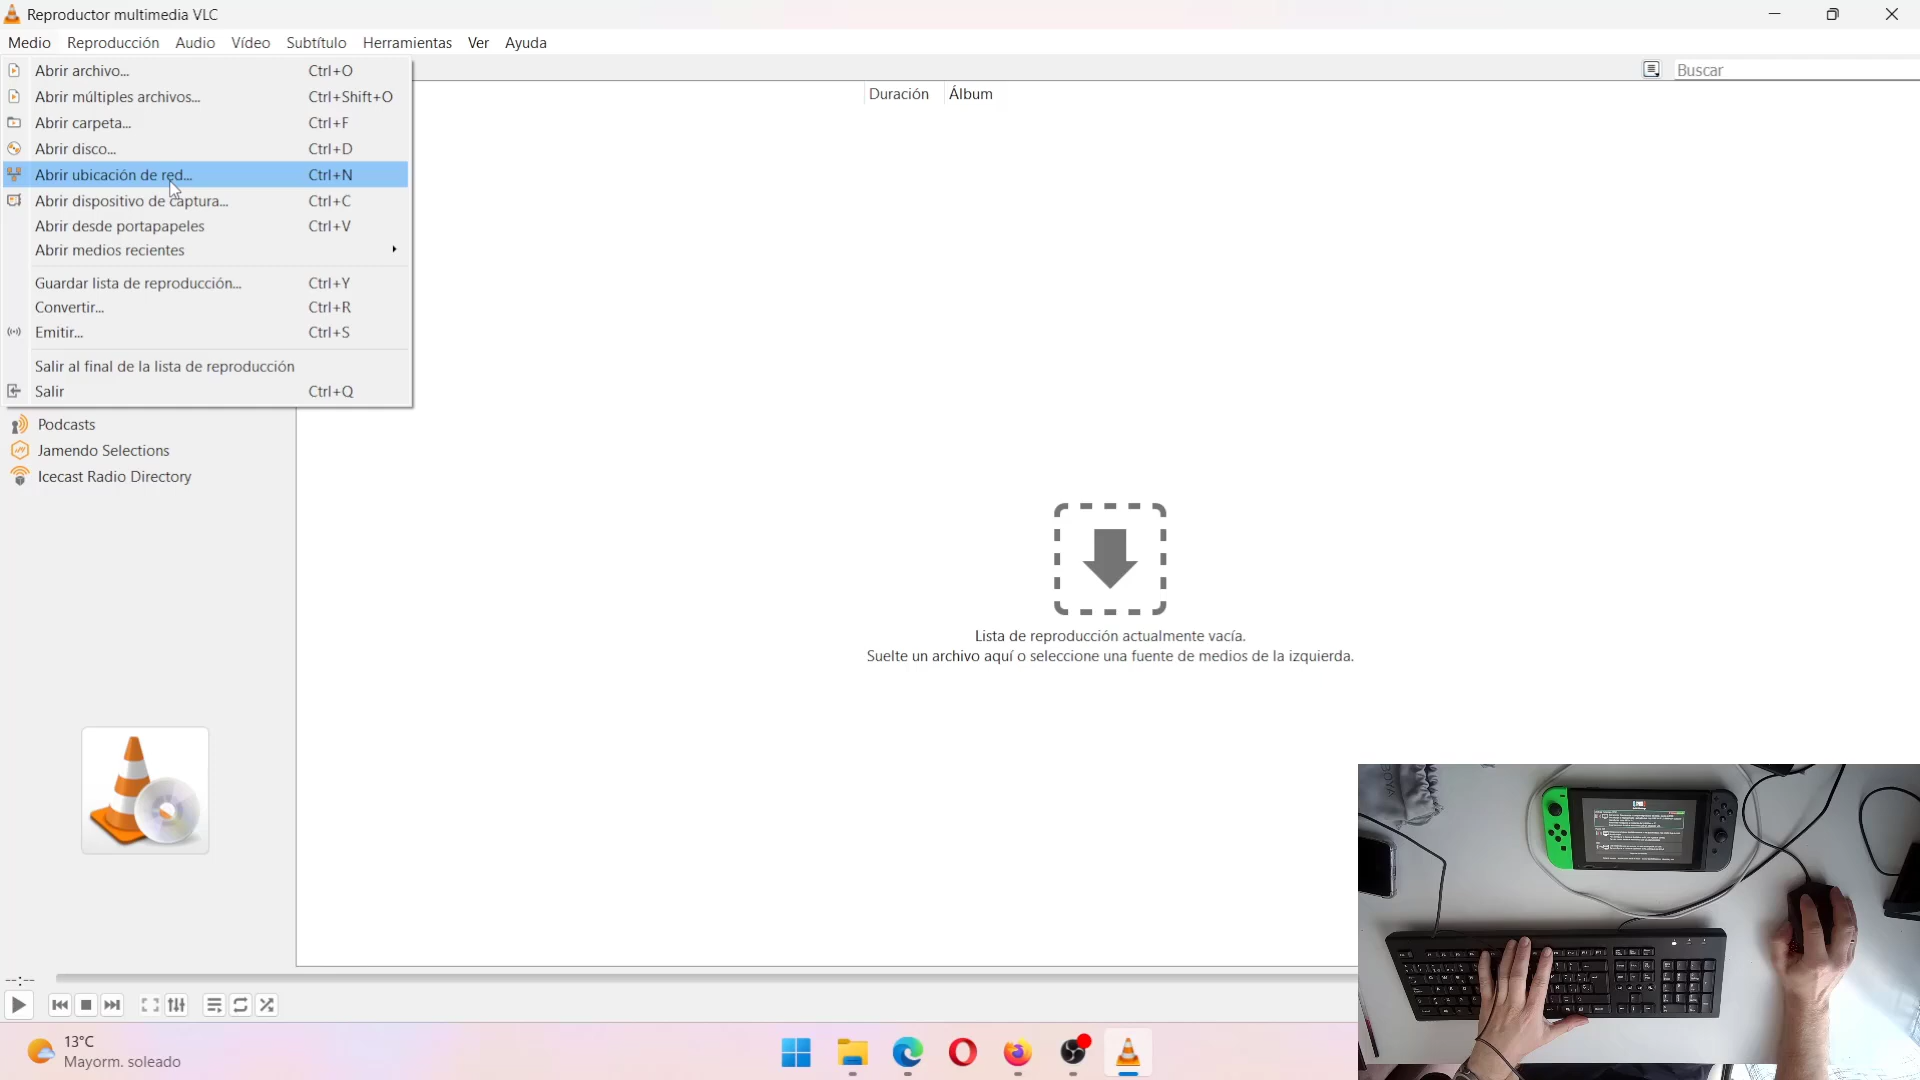 Reproductor multimedia VLC
Medio Reproducción Audio Vídeo Subtítulo Herramientas Ver Ayuda
Abrir archivo... Ctrl+O
Buscar
Abrir múltiples archivos... Ctrl+Shift+O
Duración Álbum
Abrir carpeta... Ctrl+F
Abrir disco... Ctrl+D
Abrir ubicación de red... Ctrl+N
Abrir dispositivo de captura... Ctrl+C
Abrir desde portapapeles Ctrl+V
Abrir medios recientes
Guardar lista de reproducción... Ctrl+Y
Convertir... Ctrl+R
Emitir... Ctrl+S
Salir al final de la lista de reproducción
Salir Ctrl+Q
Podcasts
Jamendo Selections
Icecast Radio Directory
Lista de reproducción actualmente vacía.
Suelte un archivo aquí o seleccione una fuente de medios de la izquierda.
--:--
13°C
Mayorm. soleado